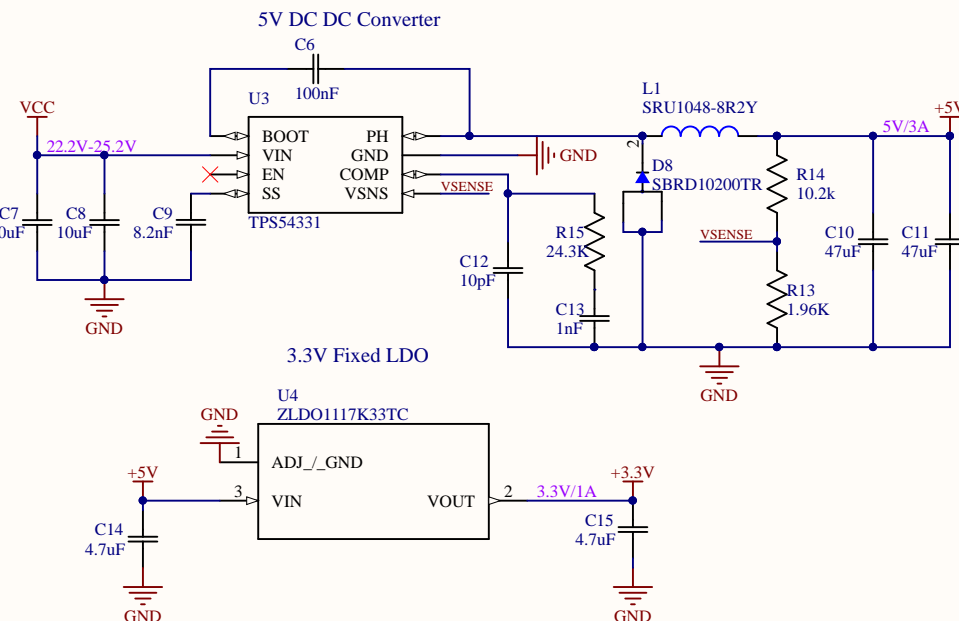 5V DC DC Converter
C6
100nF
U3
BOOT
VIN
EN
SS
PH
GND
COMP
VSNS
TPS54331
VCC
22.2V-25.2V
C7
0uF
C8
10uF
C9
8.2nF
GND
GND
VSENSE
C12
10pF
R15
24.3K
C13
1nF
L1
SRU1048-8R2Y
2
D8
SBRD10200TR
R14
10.2k
VSENSE
R13
1.96K
5V/3A
+5V
C10
47uF
C11
47uF
GND
3.3V Fixed LDO
U4
ZLDO1117K33TC
GND
1
ADJ_/_GND
+5V
3
VIN
VOUT
2
3.3V/1A
+3.3V
C14
4.7uF
GND
C15
4.7uF
GND